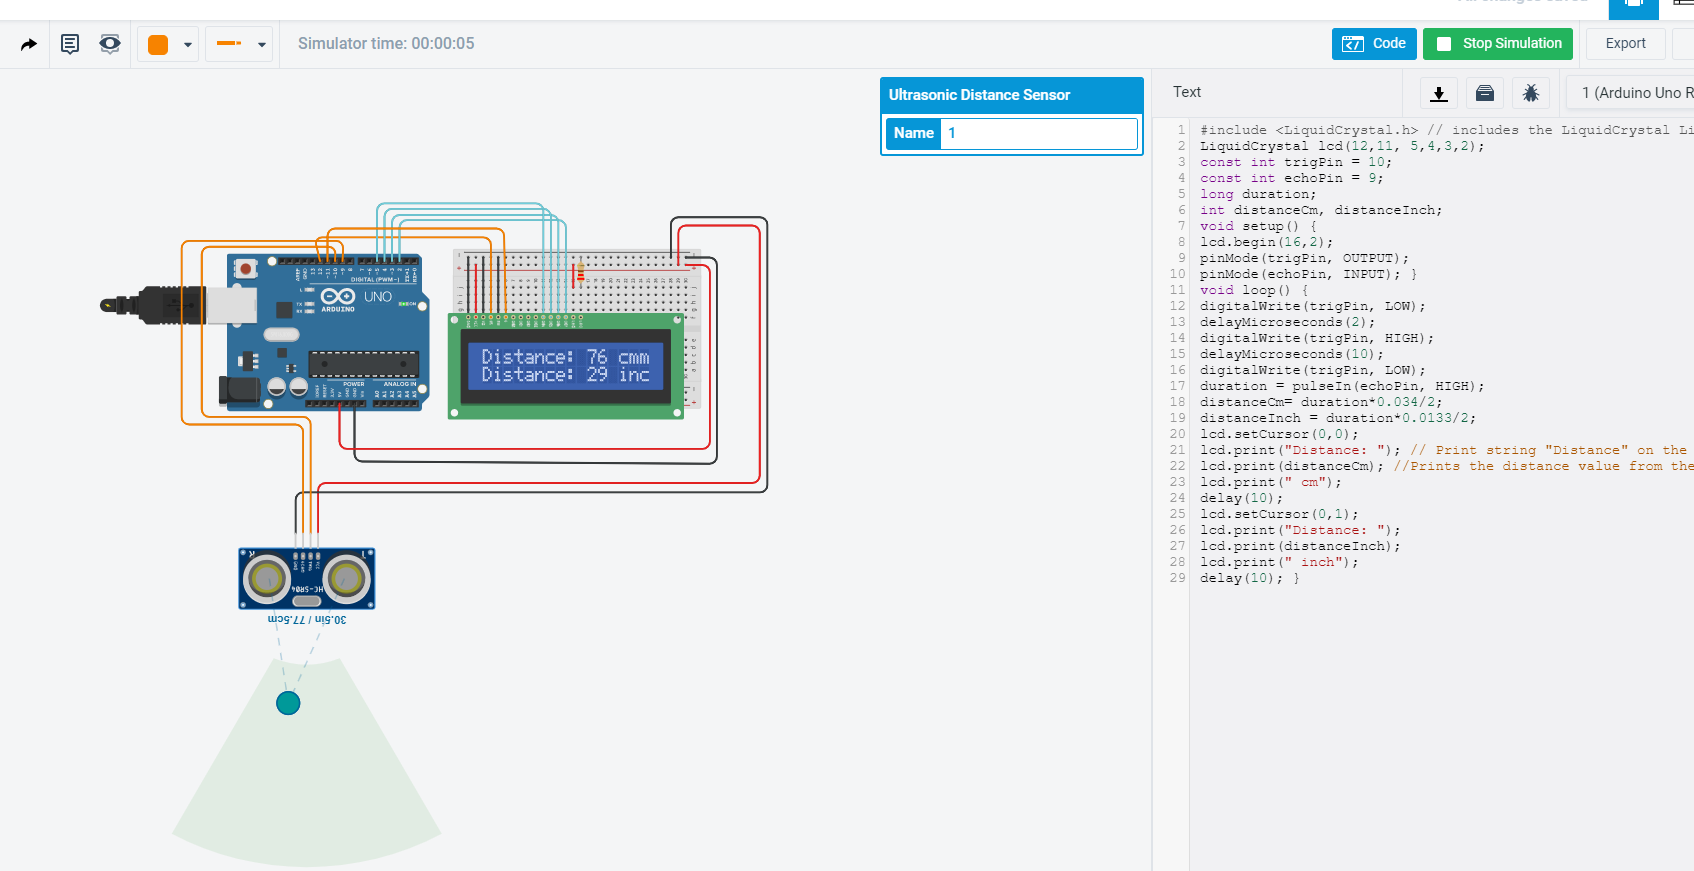 Simulator time: 00:00:05
Code
Stop Simulation
Export
Ultrasonic Distance Sensor
Name 1
Text
1 (Arduino Uno R
1 #include <LiquidCrystal.h> // includes the LiquidCrystal Li
2 LiquidCrystal lcd(12,11, 5,4,3,2);
3 const int trigPin = 10;
4 const int echoPin = 9;
5 long duration;
6 int distanceCm, distanceInch;
7 void setup() {
8 lcd.begin(16,2);
9 pinMode(trigPin, OUTPUT);
10 pinMode(echoPin, INPUT); }
11 void loop() {
12 digitalWrite(trigPin, LOW);
13 delayMicroseconds(2);
14 digitalWrite(trigPin, HIGH);
15 delayMicroseconds(10);
16 digitalWrite(trigPin, LOW);
17 duration = pulseIn(echoPin, HIGH);
18 distanceCm= duration*0.034/2;
19 distanceInch = duration*0.0133/2;
20 lcd.setCursor(0,0);
21 lcd.print("Distance: "); // Print string "Distance" on the
22 lcd.print(distanceCm); //Prints the distance value from the
23 lcd.print(" cm");
24 delay(10);
25 lcd.setCursor(0,1);
26 lcd.print("Distance: ");
27 lcd.print(distanceInch);
28 lcd.print(" inch");
29 delay(10); }
DIGITAL (PWM~)
UNO
ARDUINO
POWER
ANALOG IN
Distance: 76 cmm
Distance: 29 inc
HC-SR04
30.5in / 77.5cm